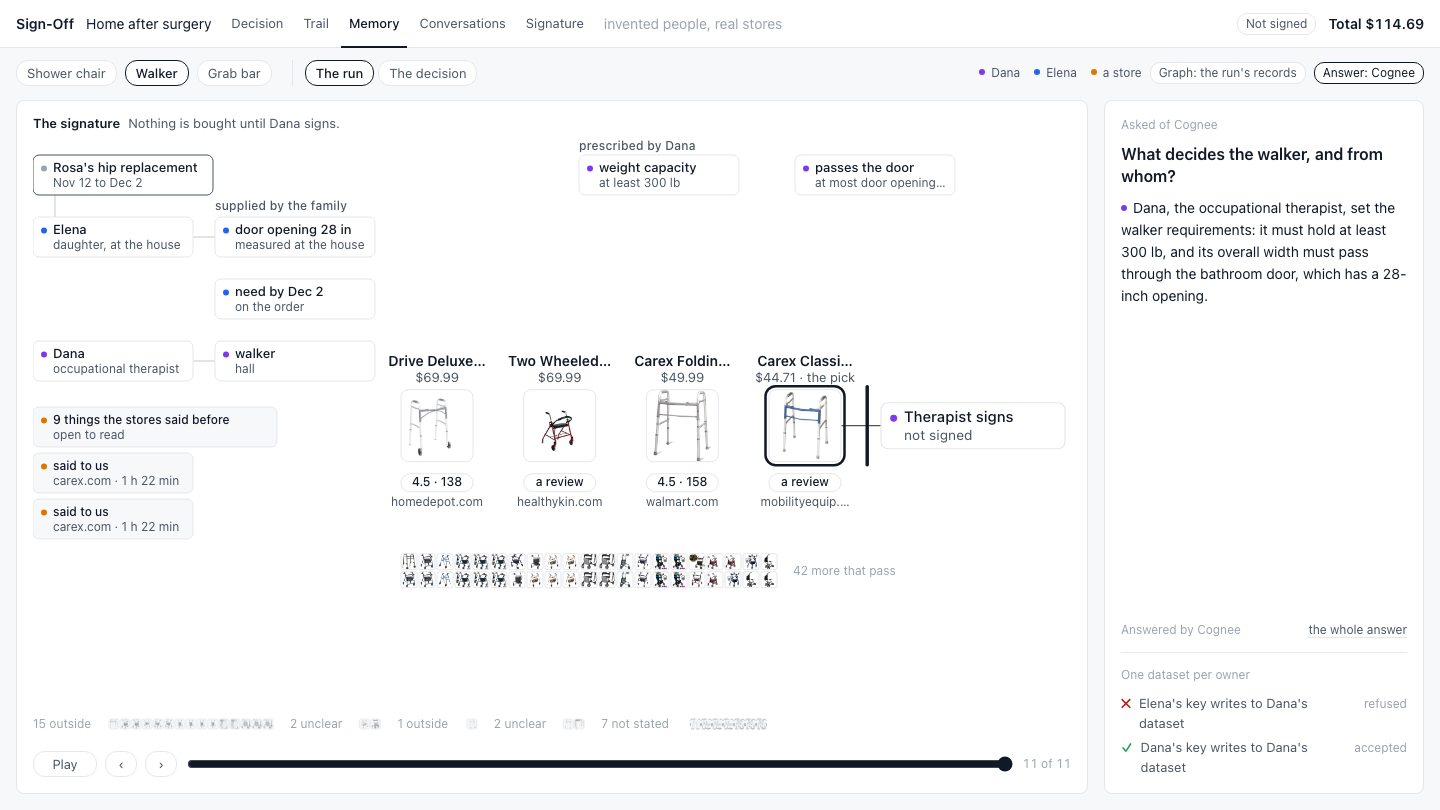 Sign-Off Home after surgery Decision Trail Memory Conversations Signature invented people, real stores Not signed Total $114.69
Shower chair Walker Grab bar The run The decision Dana Elena a store Graph: the run's records Answer: Cognee
The signature Nothing is bought until Dana signs.
prescribed by Dana
Rosa's hip replacement
Nov 12 to Dec 2
weight capacity
at least 300 lb
passes the door
at most door opening...
supplied by the family
Elena
daughter, at the house
door opening 28 in
measured at the house
need by Dec 2
on the order
Dana
occupational therapist
walker
hall
Drive Deluxe...
$69.99
Two Wheeled...
$69.99
Carex Foldin...
$49.99
Carex Classi...
$44.71 · the pick
Therapist signs
not signed
9 things the stores said before
open to read
said to us
carex.com · 1 h 22 min
said to us
carex.com · 1 h 22 min
4.5 · 138
homedepot.com
a review
healthykin.com
4.5 · 158
walmart.com
a review
mobilityequip....
42 more that pass
15 outside 2 unclear 1 outside 2 unclear 7 not stated
Play ‹ › 11 of 11
Asked of Cognee
What decides the walker, and from
whom?
Dana, the occupational therapist, set the
walker requirements: it must hold at least
300 lb, and its overall width must pass
through the bathroom door, which has a 28-
inch opening.
Answered by Cognee the whole answer
One dataset per owner
Elena's key writes to Dana's
dataset
refused
Dana's key writes to Dana's
dataset
accepted